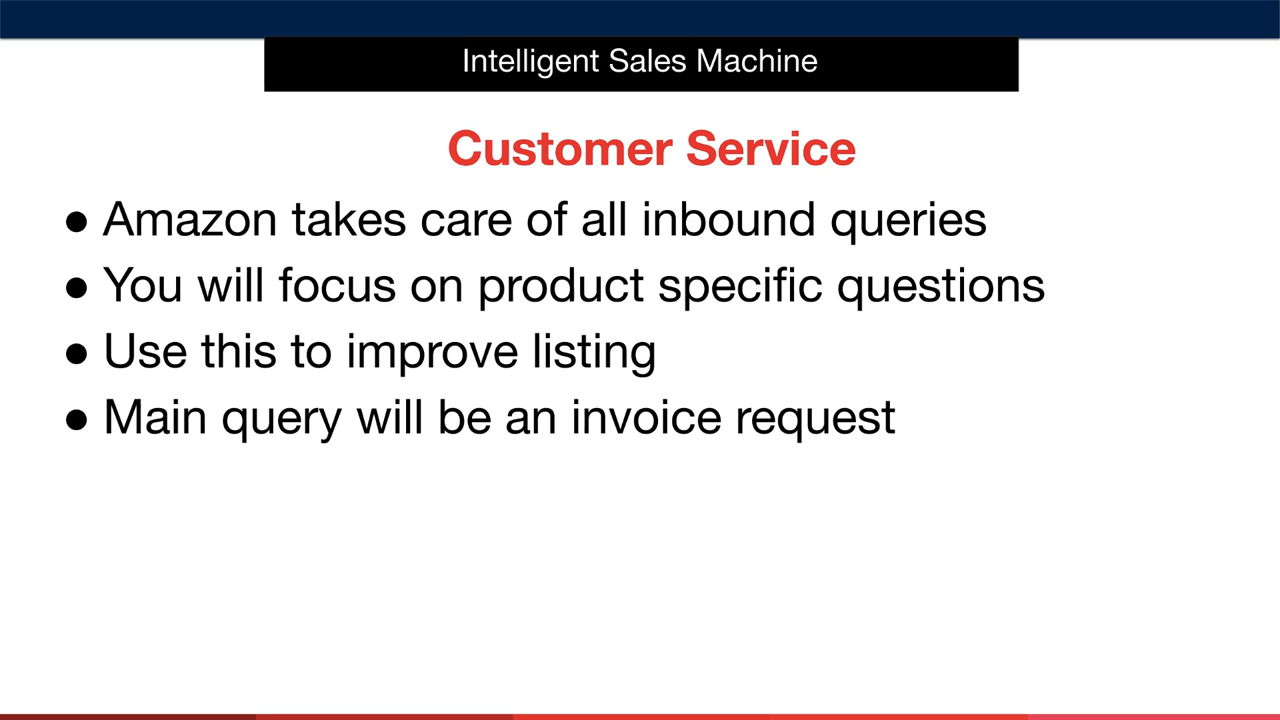 Intelligent Sales Machine
Customer Service
● Amazon takes care of all inbound queries
● You will focus on product specific questions
● Use this to improve listing
● Main query will be an invoice request